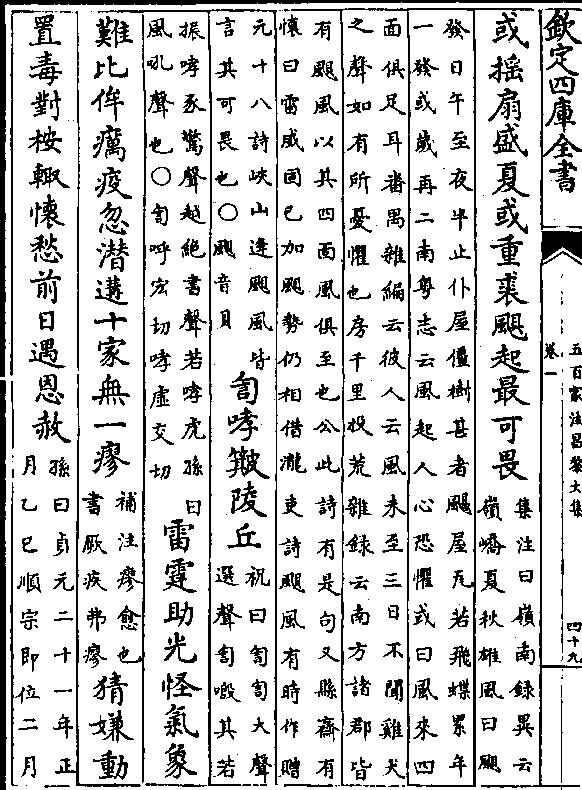 欽定四庫全書
五百家注昌黎文集
卷一
四十九
或揺扇盛夏或重裘颶起最可畏
集注曰嶺南録異云
嶺嶠夏秋雄風曰颶
發日午至夜半止仆屋僵樹甚者颶屋瓦若飛蝶累年
一發或嵗再二南粤志云風起人心恐懼或曰風來四
面俱足耳畨禺雜編云彼人云風未至三日不聞雞犬
之聲如有所憂懼也房千里投荒雜録云南方諸郡皆
有颶風以其四面風俱至也公此詩有是句又縣齋有
懷曰雷威固已加颶勢仍相借瀧吏詩颶風有時作贈
元十八詩峽山逢颶風皆
言其可畏也○颶音具
訇哮簸陵丘
祝曰訇訇大聲
選聲訇礚其若
振哮豕驚聲越絶書聲若哮虎孫曰
風吼聲也○訇呼宏切哮虛交切
雷霆助光怪氣象
難比侔癘疫忽潜遘十家無一瘳
補注瘳愈也
書厥疾弗瘳
猜嫌動
置毒對桉輙懷愁前日遇恩赦
孫曰貞元二十一年正
月乙巳順宗即位二月